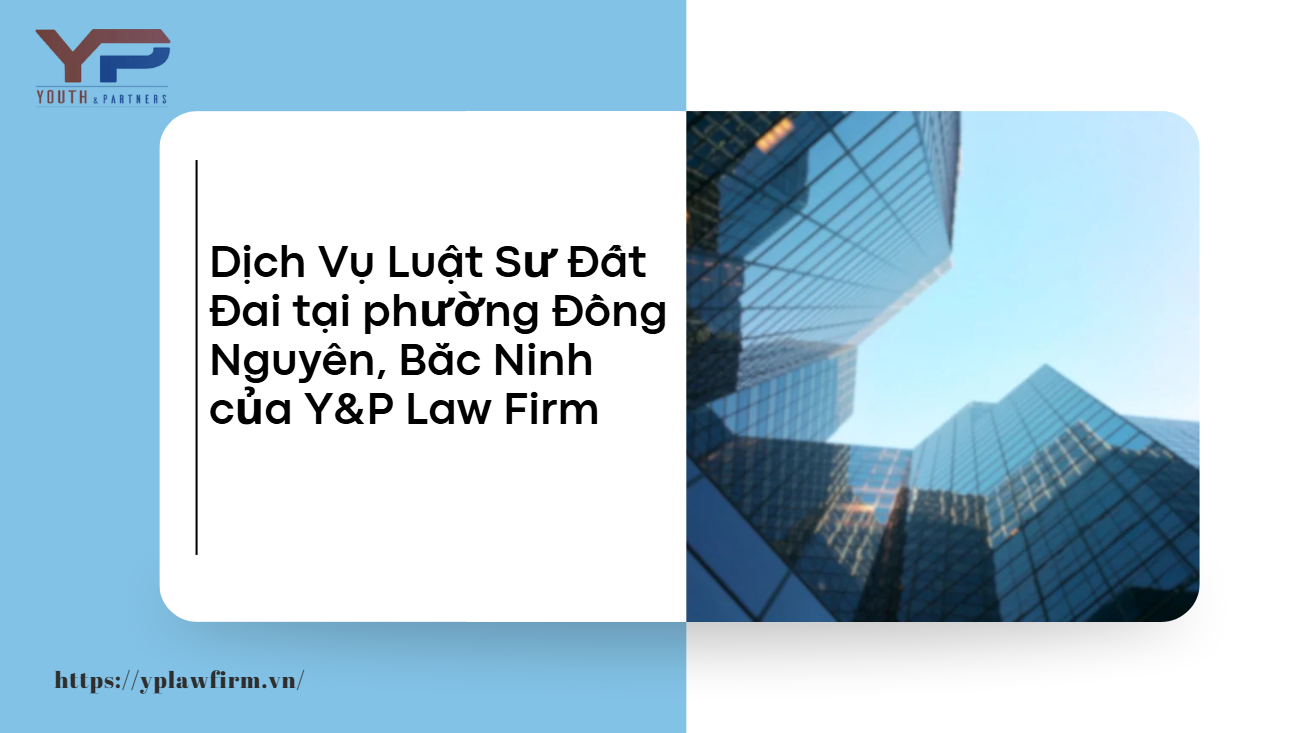 YP
YOUTH & PARTNERS
Dịch Vụ Luật Sư Đất
Đai tại phường Đồng
Nguyên, Bắc Ninh
của Y&P Law Firm
https://yplawfirm.vn/